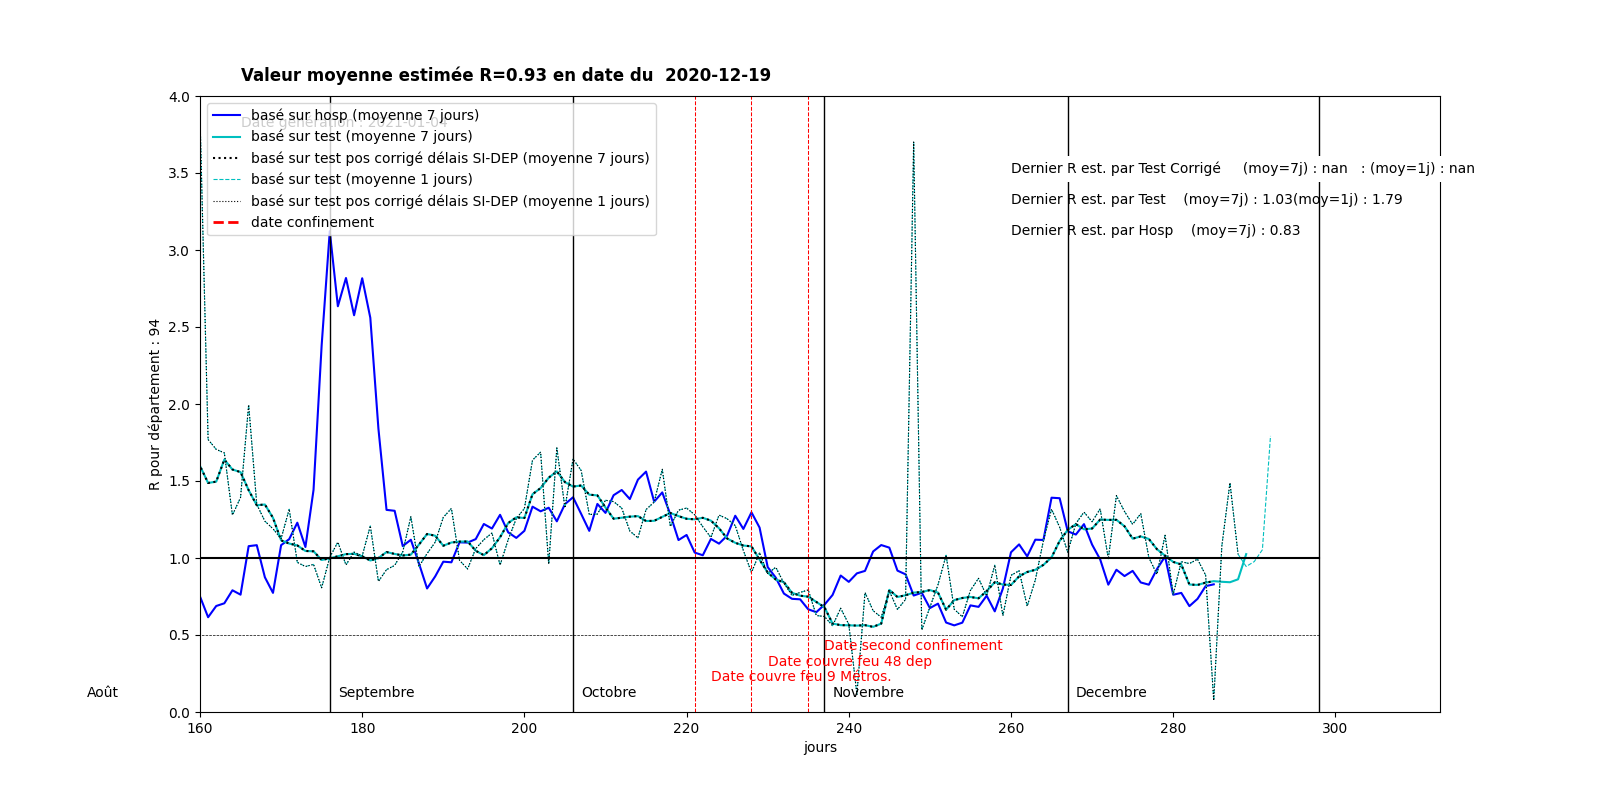 Valeur moyenne estimée R=0.93 en date du  2020-12-19
Date génération : 2021-01-04
basé sur hosp (moyenne 7 jours)
basé sur test (moyenne 7 jours)
basé sur test pos corrigé délais SI-DEP (moyenne 7 jours)
basé sur test (moyenne 1 jours)
basé sur test pos corrigé délais SI-DEP (moyenne 1 jours)
date confinement
Dernier R est. par Test Corrigé     (moy=7j) : nan   : (moy=1j) : nan
Dernier R est. par Test    (moy=7j) : 1.03(moy=1j) : 1.79
Dernier R est. par Hosp    (moy=7j) : 0.83
R pour département : 94
4.0
3.5
3.0
2.5
2.0
1.5
1.0
0.5
0.0
Date second confinement
Date couvre feu 48 dep
Date couvre feu 9 Métros.
Août
Septembre
Octobre
Novembre
Decembre
160
180
200
220
240
260
280
300
jours